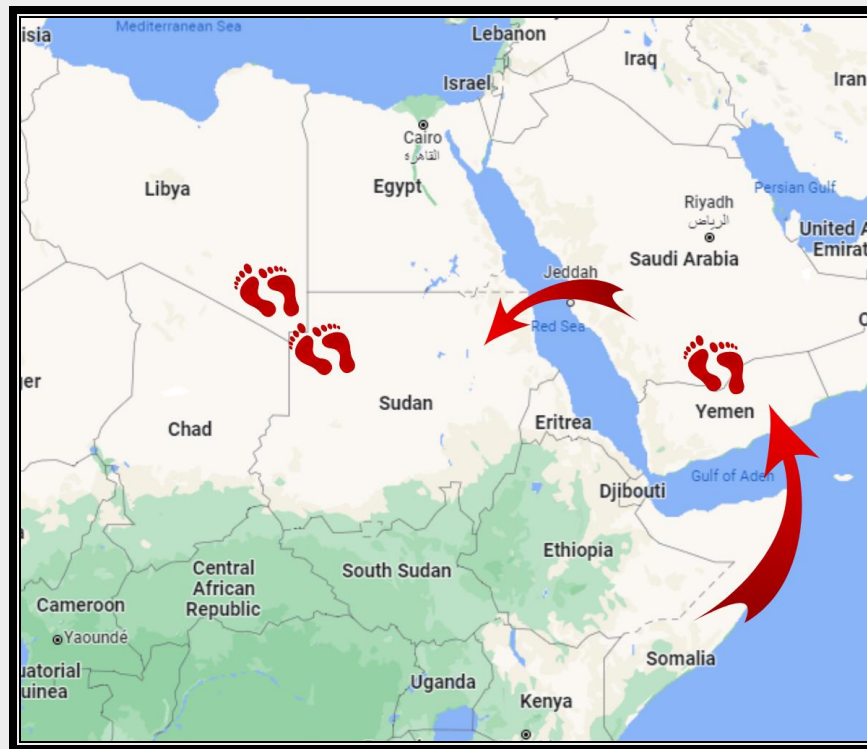 isia
Mediterranean Sea
Lebanon
Iraq
Iran
Israel
Cairo
القاهرة
Libya
Egypt
Persian Gulf
Riyadh
الرياض
United A
Emirat
Saudi Arabia
Jeddah
Red Sea
er
Sudan
Yemen
Chad
Eritrea
Gulf of Aden
Djibouti
Ethiopia
Central
African
Republic
South Sudan
Cameroon
Yaoundé
uatorial
uinea
Somalia
Uganda
Kenya